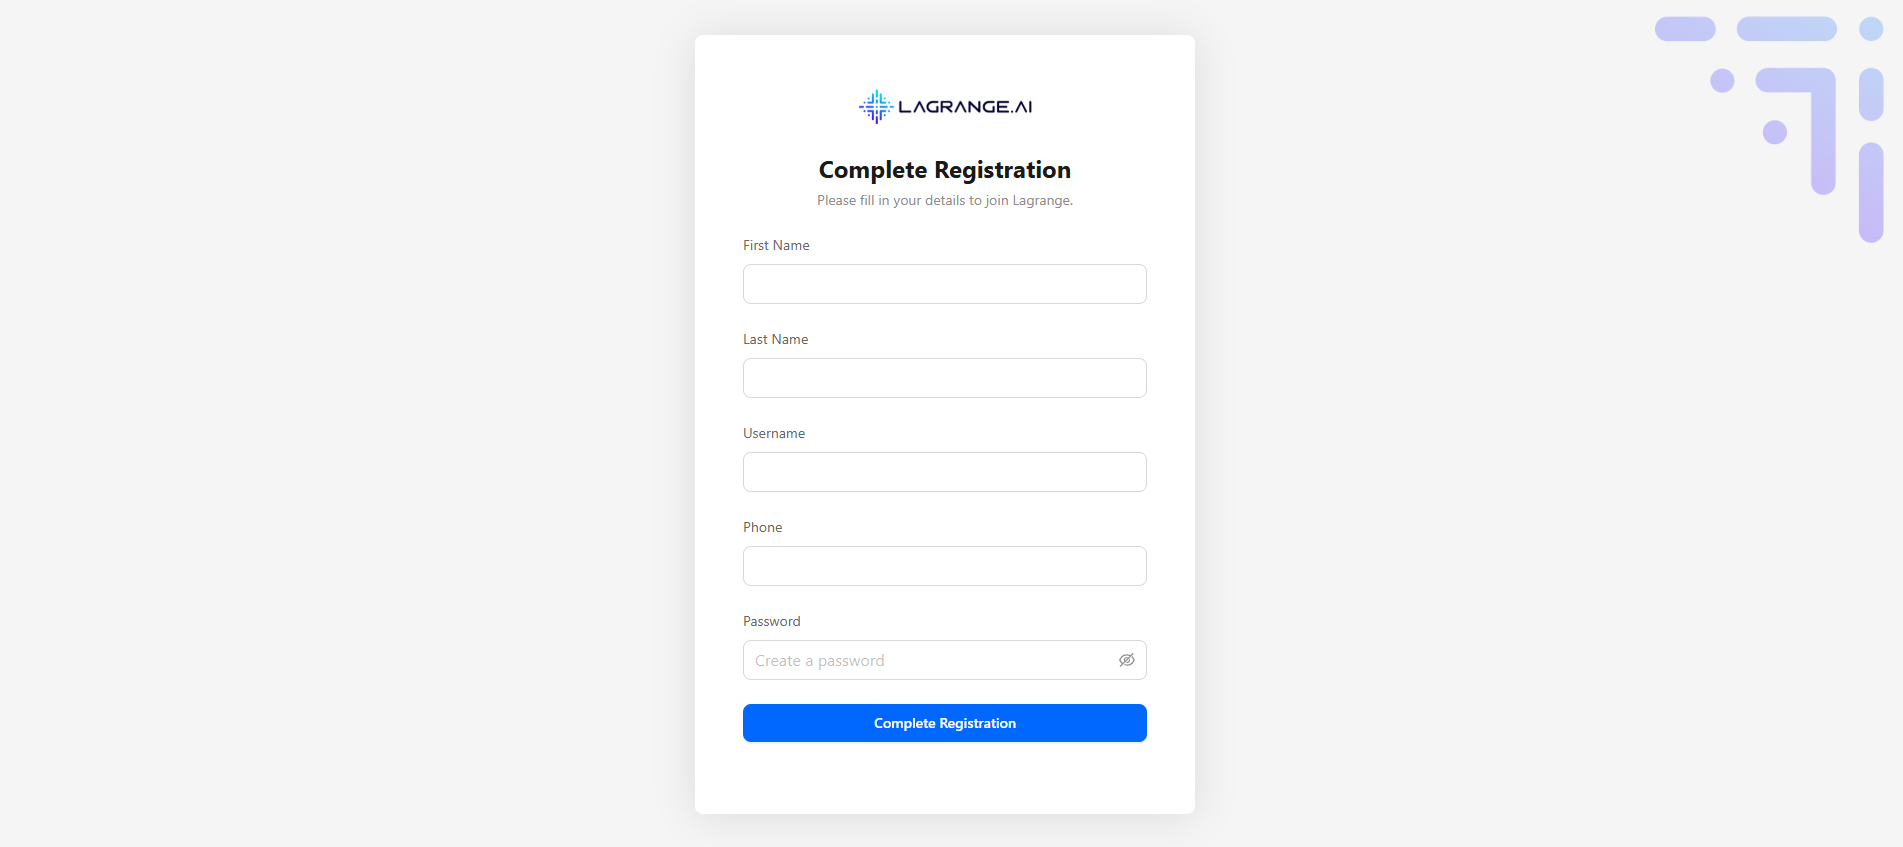 LAGRANGE.AI
Complete Registration
Please fill in your details to join Lagrange.
First Name
Last Name
Username
Phone
Password
Create a password
Complete Registration